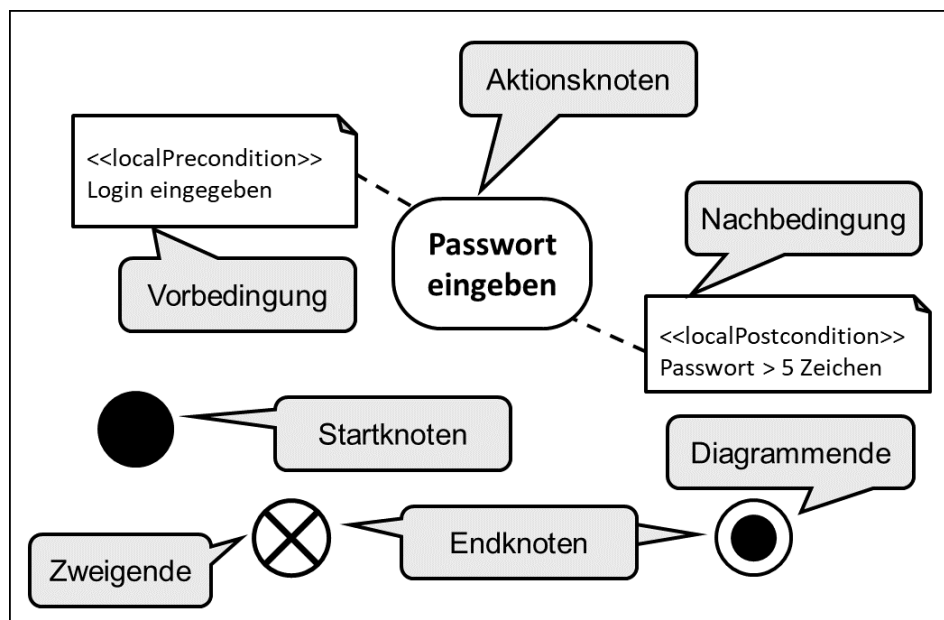 Aktionsknoten
<<localPrecondition>>
Login eingegeben
Vorbedingung
Passwort
eingeben
Nachbedingung
<<localPostcondition>>
Passwort > 5 Zeichen
Startknoten
Diagrammende
Endknoten
Zweigende